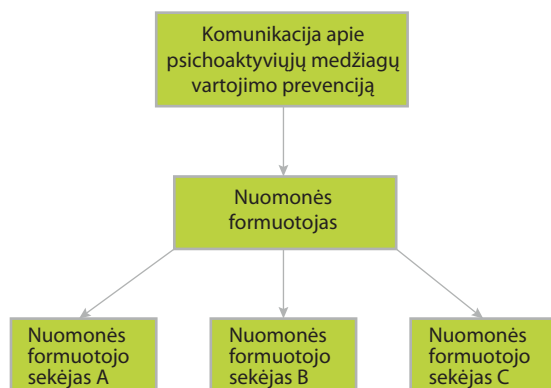 Komunikacija apie
psichoaktyviųjų medžiagų
vartojimo prevenciją
Nuomonės
formuotojas
Nuomonės
formuotojo
sekėjas A
Nuomonės
formuotojo
sekėjas B
Nuomonės
formuotojo
sekėjas C